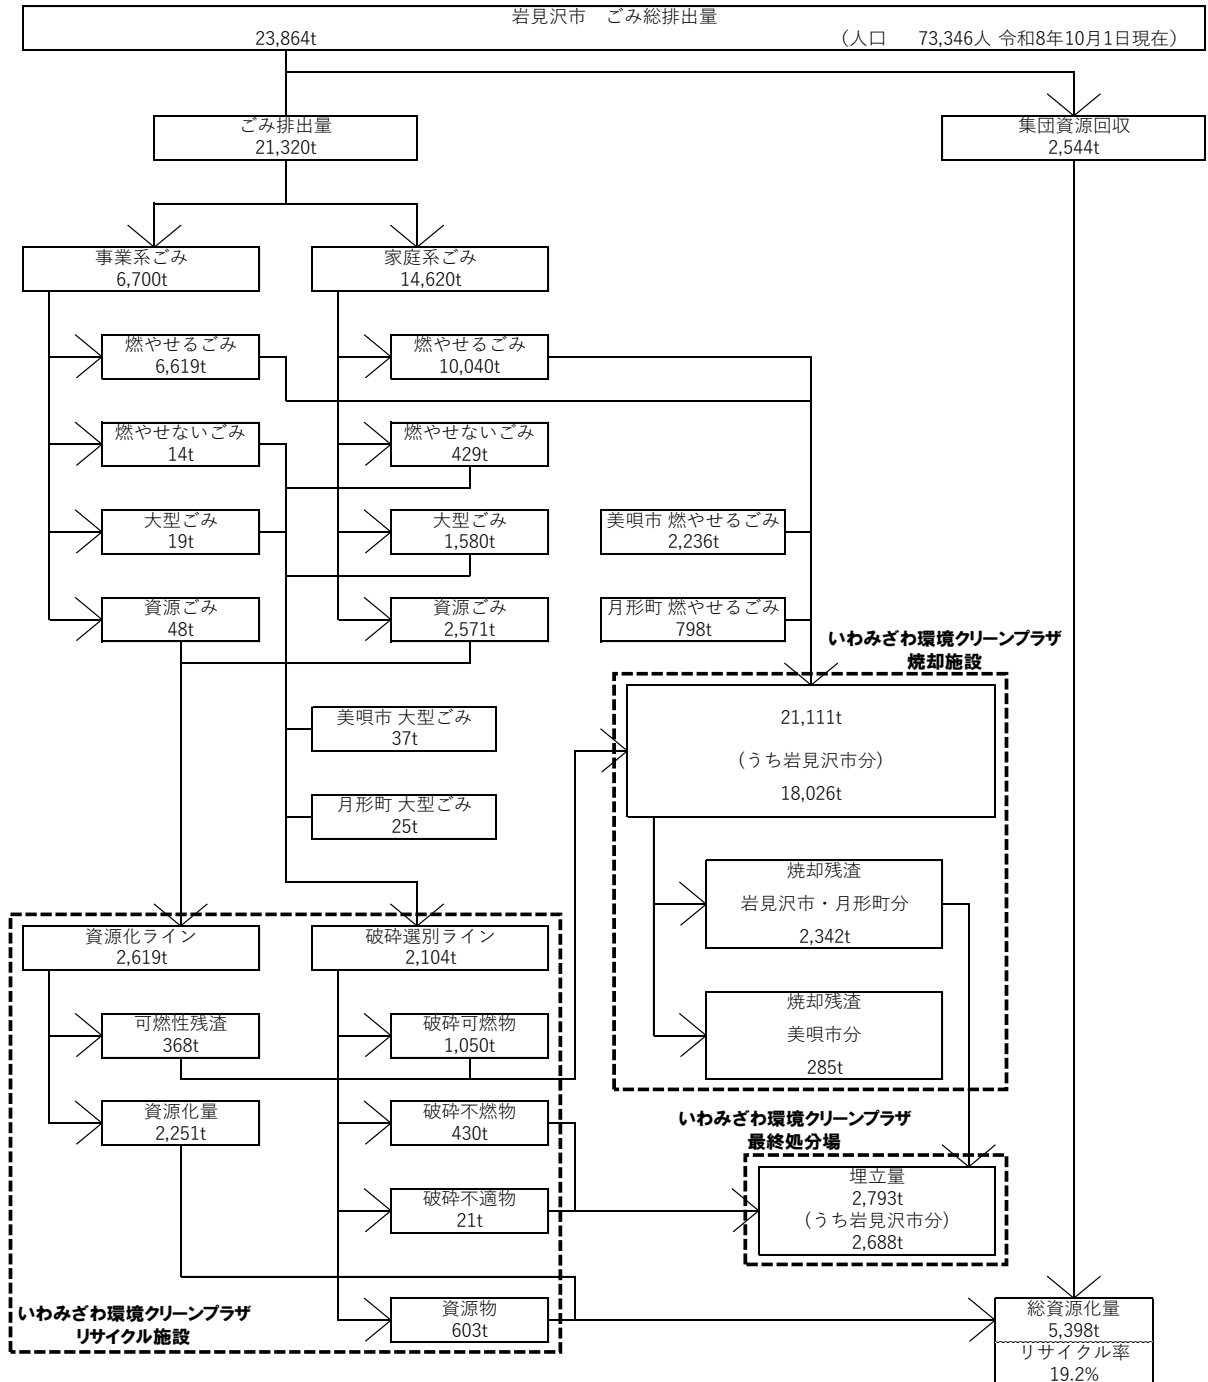 岩見沢市　ごみ総排出量
23,864t
（人口　73,346人 令和8年10月1日現在）
ごみ排出量
21,320t
集団資源回収
2,544t
事業系ごみ
6,700t
家庭系ごみ
14,620t
燃やせるごみ
6,619t
燃やせるごみ
10,040t
燃やせないごみ
14t
燃やせないごみ
429t
大型ごみ
19t
大型ごみ
1,580t
美唄市 燃やせるごみ
2,236t
資源ごみ
48t
資源ごみ
2,571t
月形町 燃やせるごみ
798t
いわみざわ環境クリーンプラザ
焼却施設
21,111t
（うち岩見沢市分）
18,026t
美唄市 大型ごみ
37t
月形町 大型ごみ
25t
焼却残渣
岩見沢市・月形町分
2,342t
焼却残渣
美唄市分
285t
資源化ライン
2,619t
破砕選別ライン
2,104t
可燃性残渣
368t
破砕可燃物
1,050t
資源化量
2,251t
破砕不燃物
430t
破砕不適物
21t
いわみざわ環境クリーンプラザ
最終処分場
埋立量
2,793t
（うち岩見沢市分）
2,688t
いわみざわ環境クリーンプラザ
リサイクル施設
資源物
603t
総資源化量
5,398t
リサイクル率
19.2%